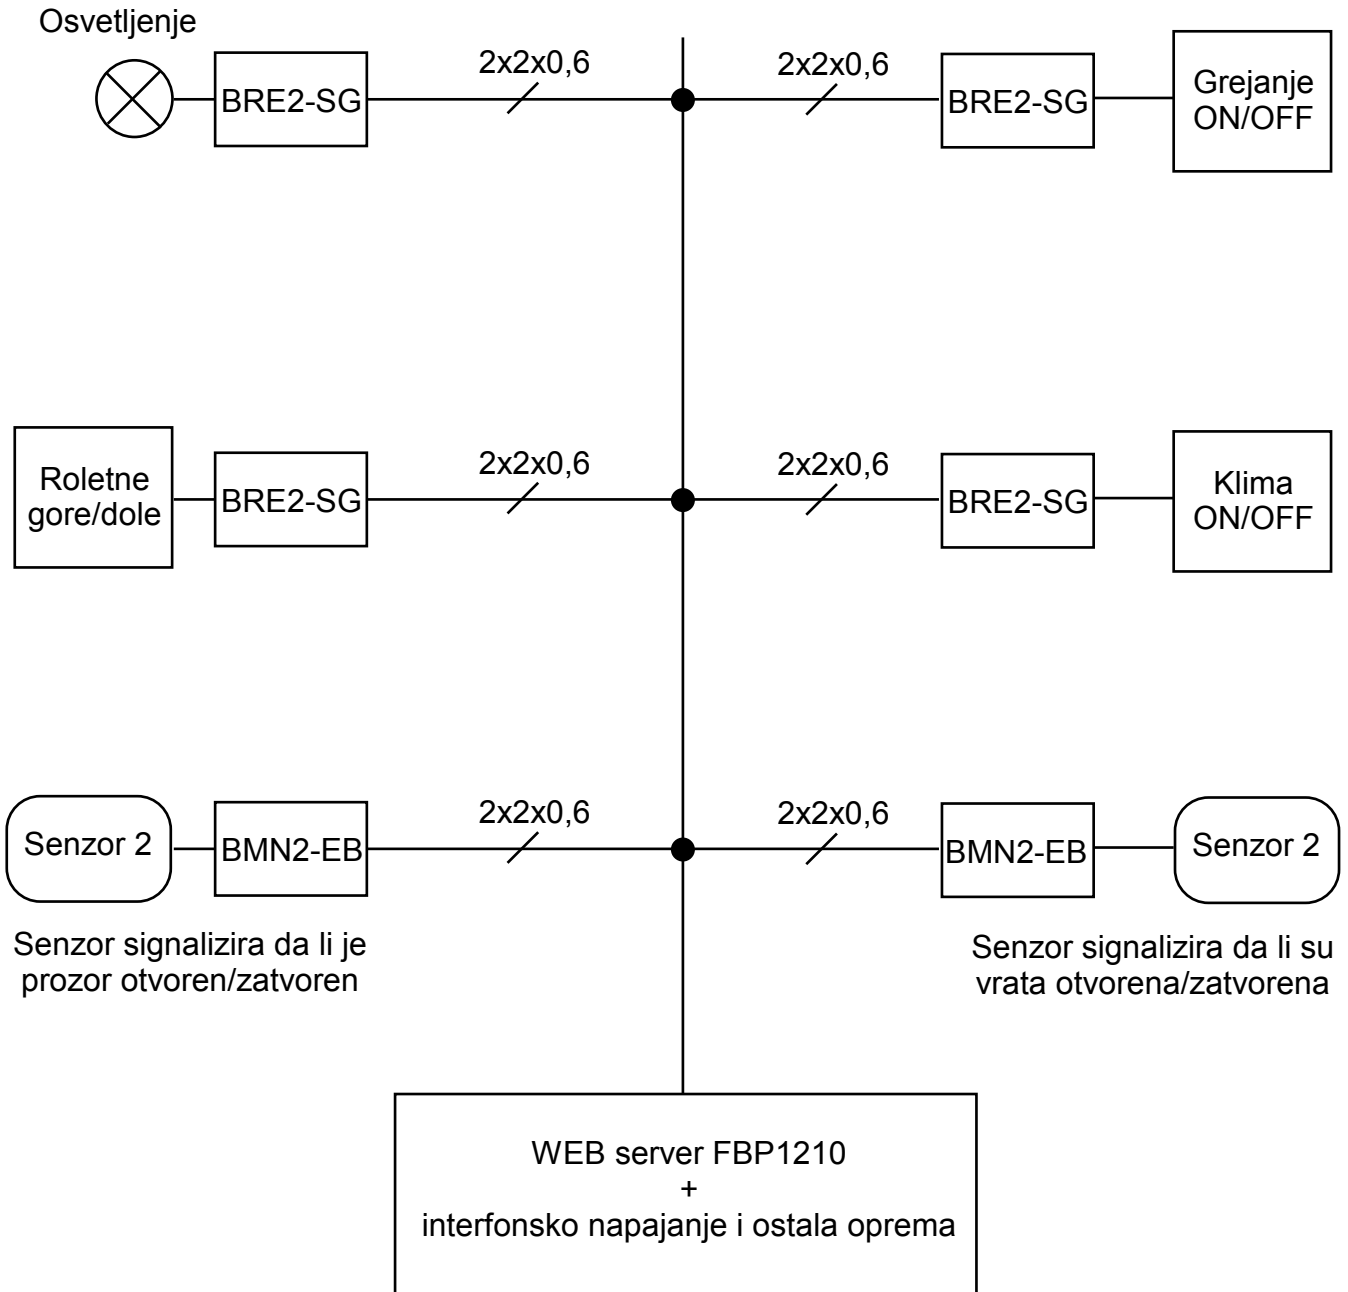 Osvetljenje
BRE2-SG
2x2x0,6
2x2x0,6
BRE2-SG
Grejanje
ON/OFF
Roletne
gore/dole
BRE2-SG
2x2x0,6
2x2x0,6
BRE2-SG
Klima
ON/OFF
Senzor 2
BMN2-EB
2x2x0,6
2x2x0,6
BMN2-EB
Senzor 2
Senzor signalizira da li je
prozor otvoren/zatvoren
Senzor signalizira da li su
vrata otvorena/zatvorena
WEB server FBP1210
+
interfonsko napajanje i ostala oprema